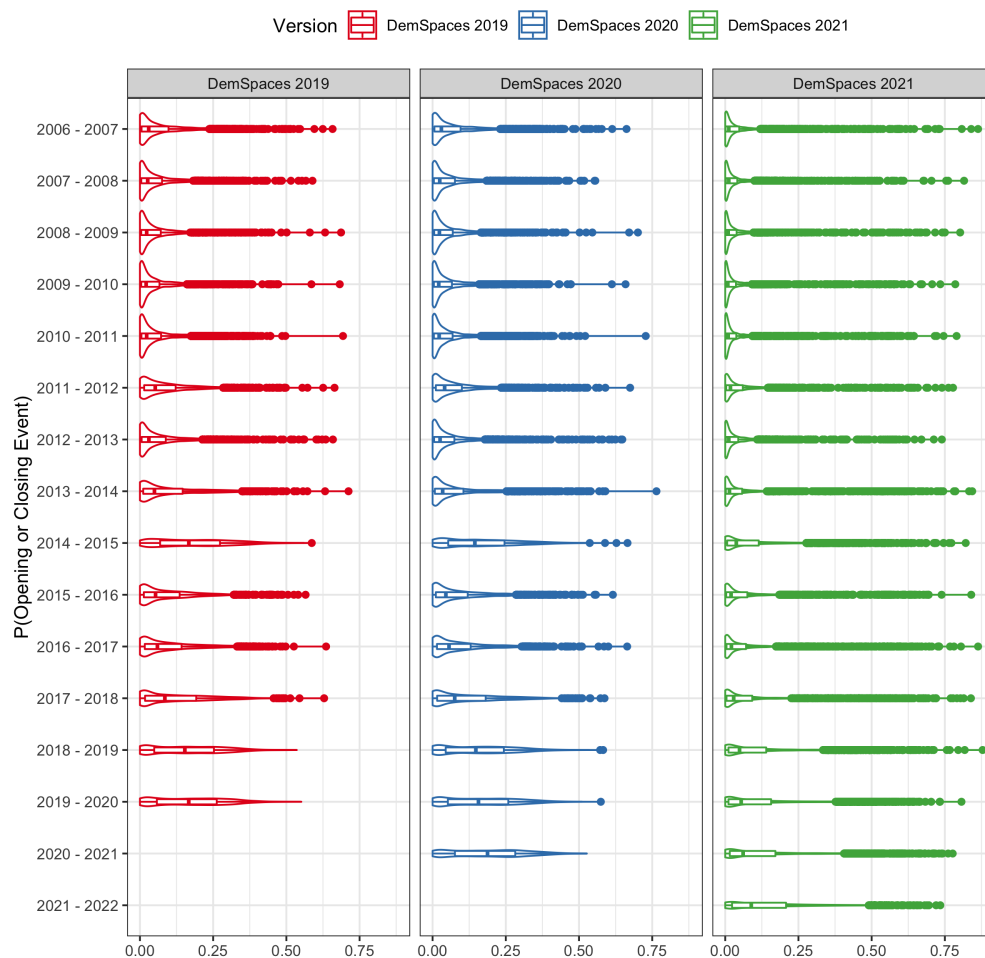 Version DemSpaces 2019 DemSpaces 2020 DemSpaces 2021
DemSpaces 2019 DemSpaces 2020 DemSpaces 2021
P(Opening or Closing Event)
2006 - 2007
2007 - 2008
2008 - 2009
2009 - 2010
2010 - 2011
2011 - 2012
2012 - 2013
2013 - 2014
2014 - 2015
2015 - 2016
2016 - 2017
2017 - 2018
2018 - 2019
2019 - 2020
2020 - 2021
2021 - 2022
0.00 0.25 0.50 0.75 0.00 0.25 0.50 0.75 0.00 0.25 0.50 0.75